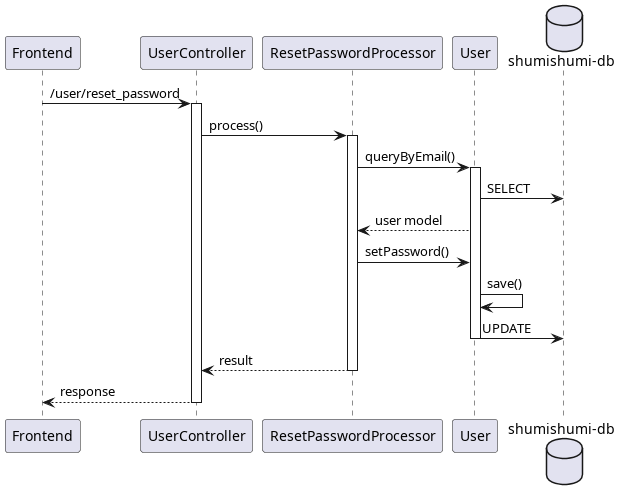 shumishumi-db
Frontend
UserController
ResetPasswordProcessor
User
/user/reset_password
process()
queryByEmail()
SELECT
user model
setPassword()
save()
UPDATE
result
response
Frontend
UserController
ResetPasswordProcessor
User
shumishumi-db